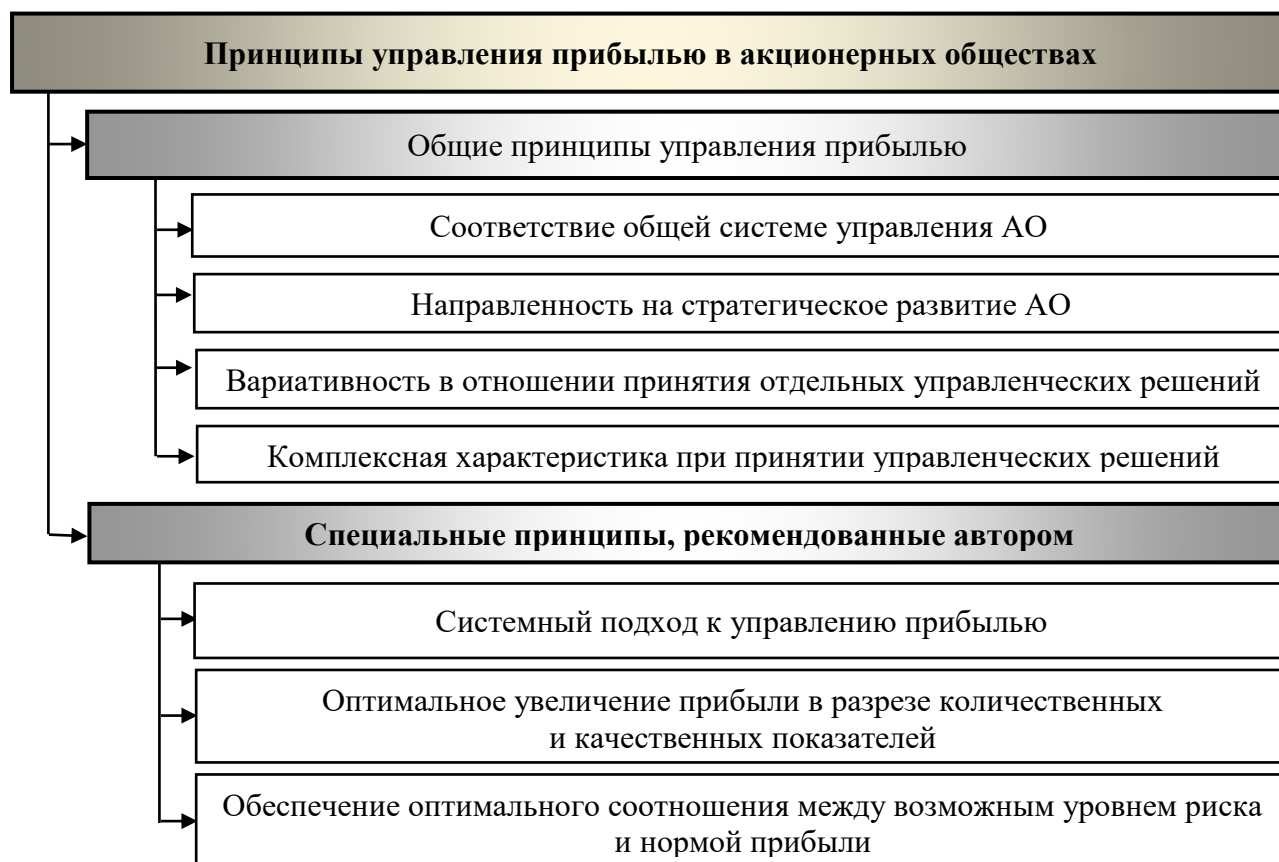 Принципы управления прибылью в акционерных обществах
Общие принципы управления прибылью
Соответствие общей системе управления АО
Направленность на стратегическое развитие АО
Вариативность в отношении принятия отдельных управленческих решений
Комплексная характеристика при принятии управленческих решений
Специальные принципы, рекомендованные автором
Системный подход к управлению прибылью
Оптимальное увеличение прибыли в разрезе количественных
и качественных показателей
Обеспечение оптимального соотношения между возможным уровнем риска
и нормой прибыли